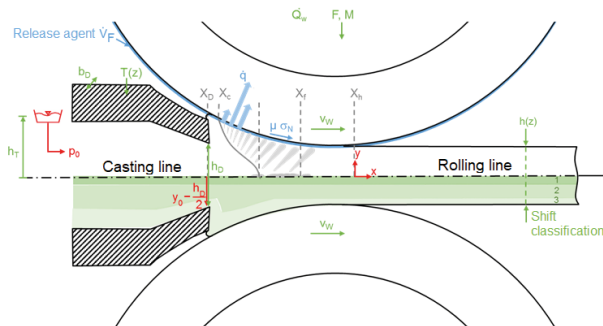 Q̇w F, M
Release agent V̇F
bD T(z)
q̇
XD Xc Xf Xh
μ σN vw h(z)
hT p0
Casting line hD y x Rolling line
y0 – hD/2
1
2
3
vw
Shift
classification